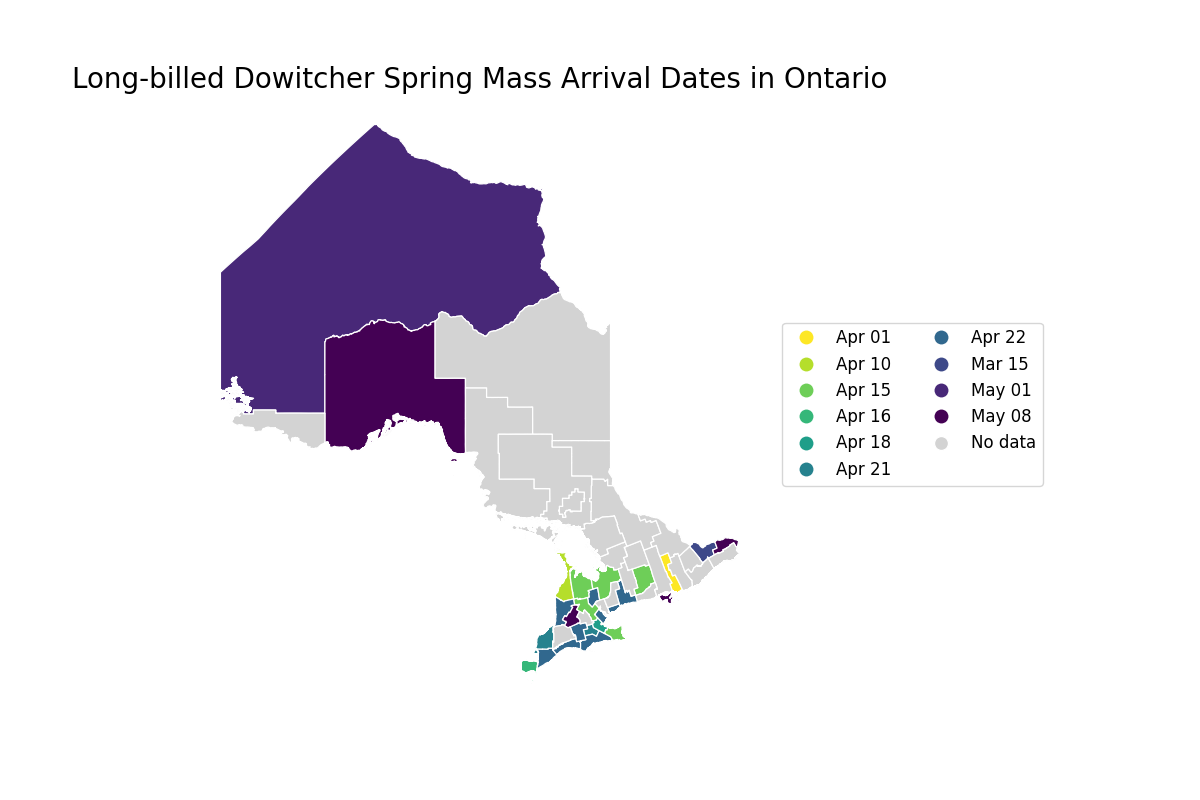 Long-billed Dowitcher Spring Mass Arrival Dates in Ontario
Apr 01
Apr 10
Apr 15
Apr 16
Apr 18
Apr 21
Apr 22
Mar 15
May 01
May 08
No data